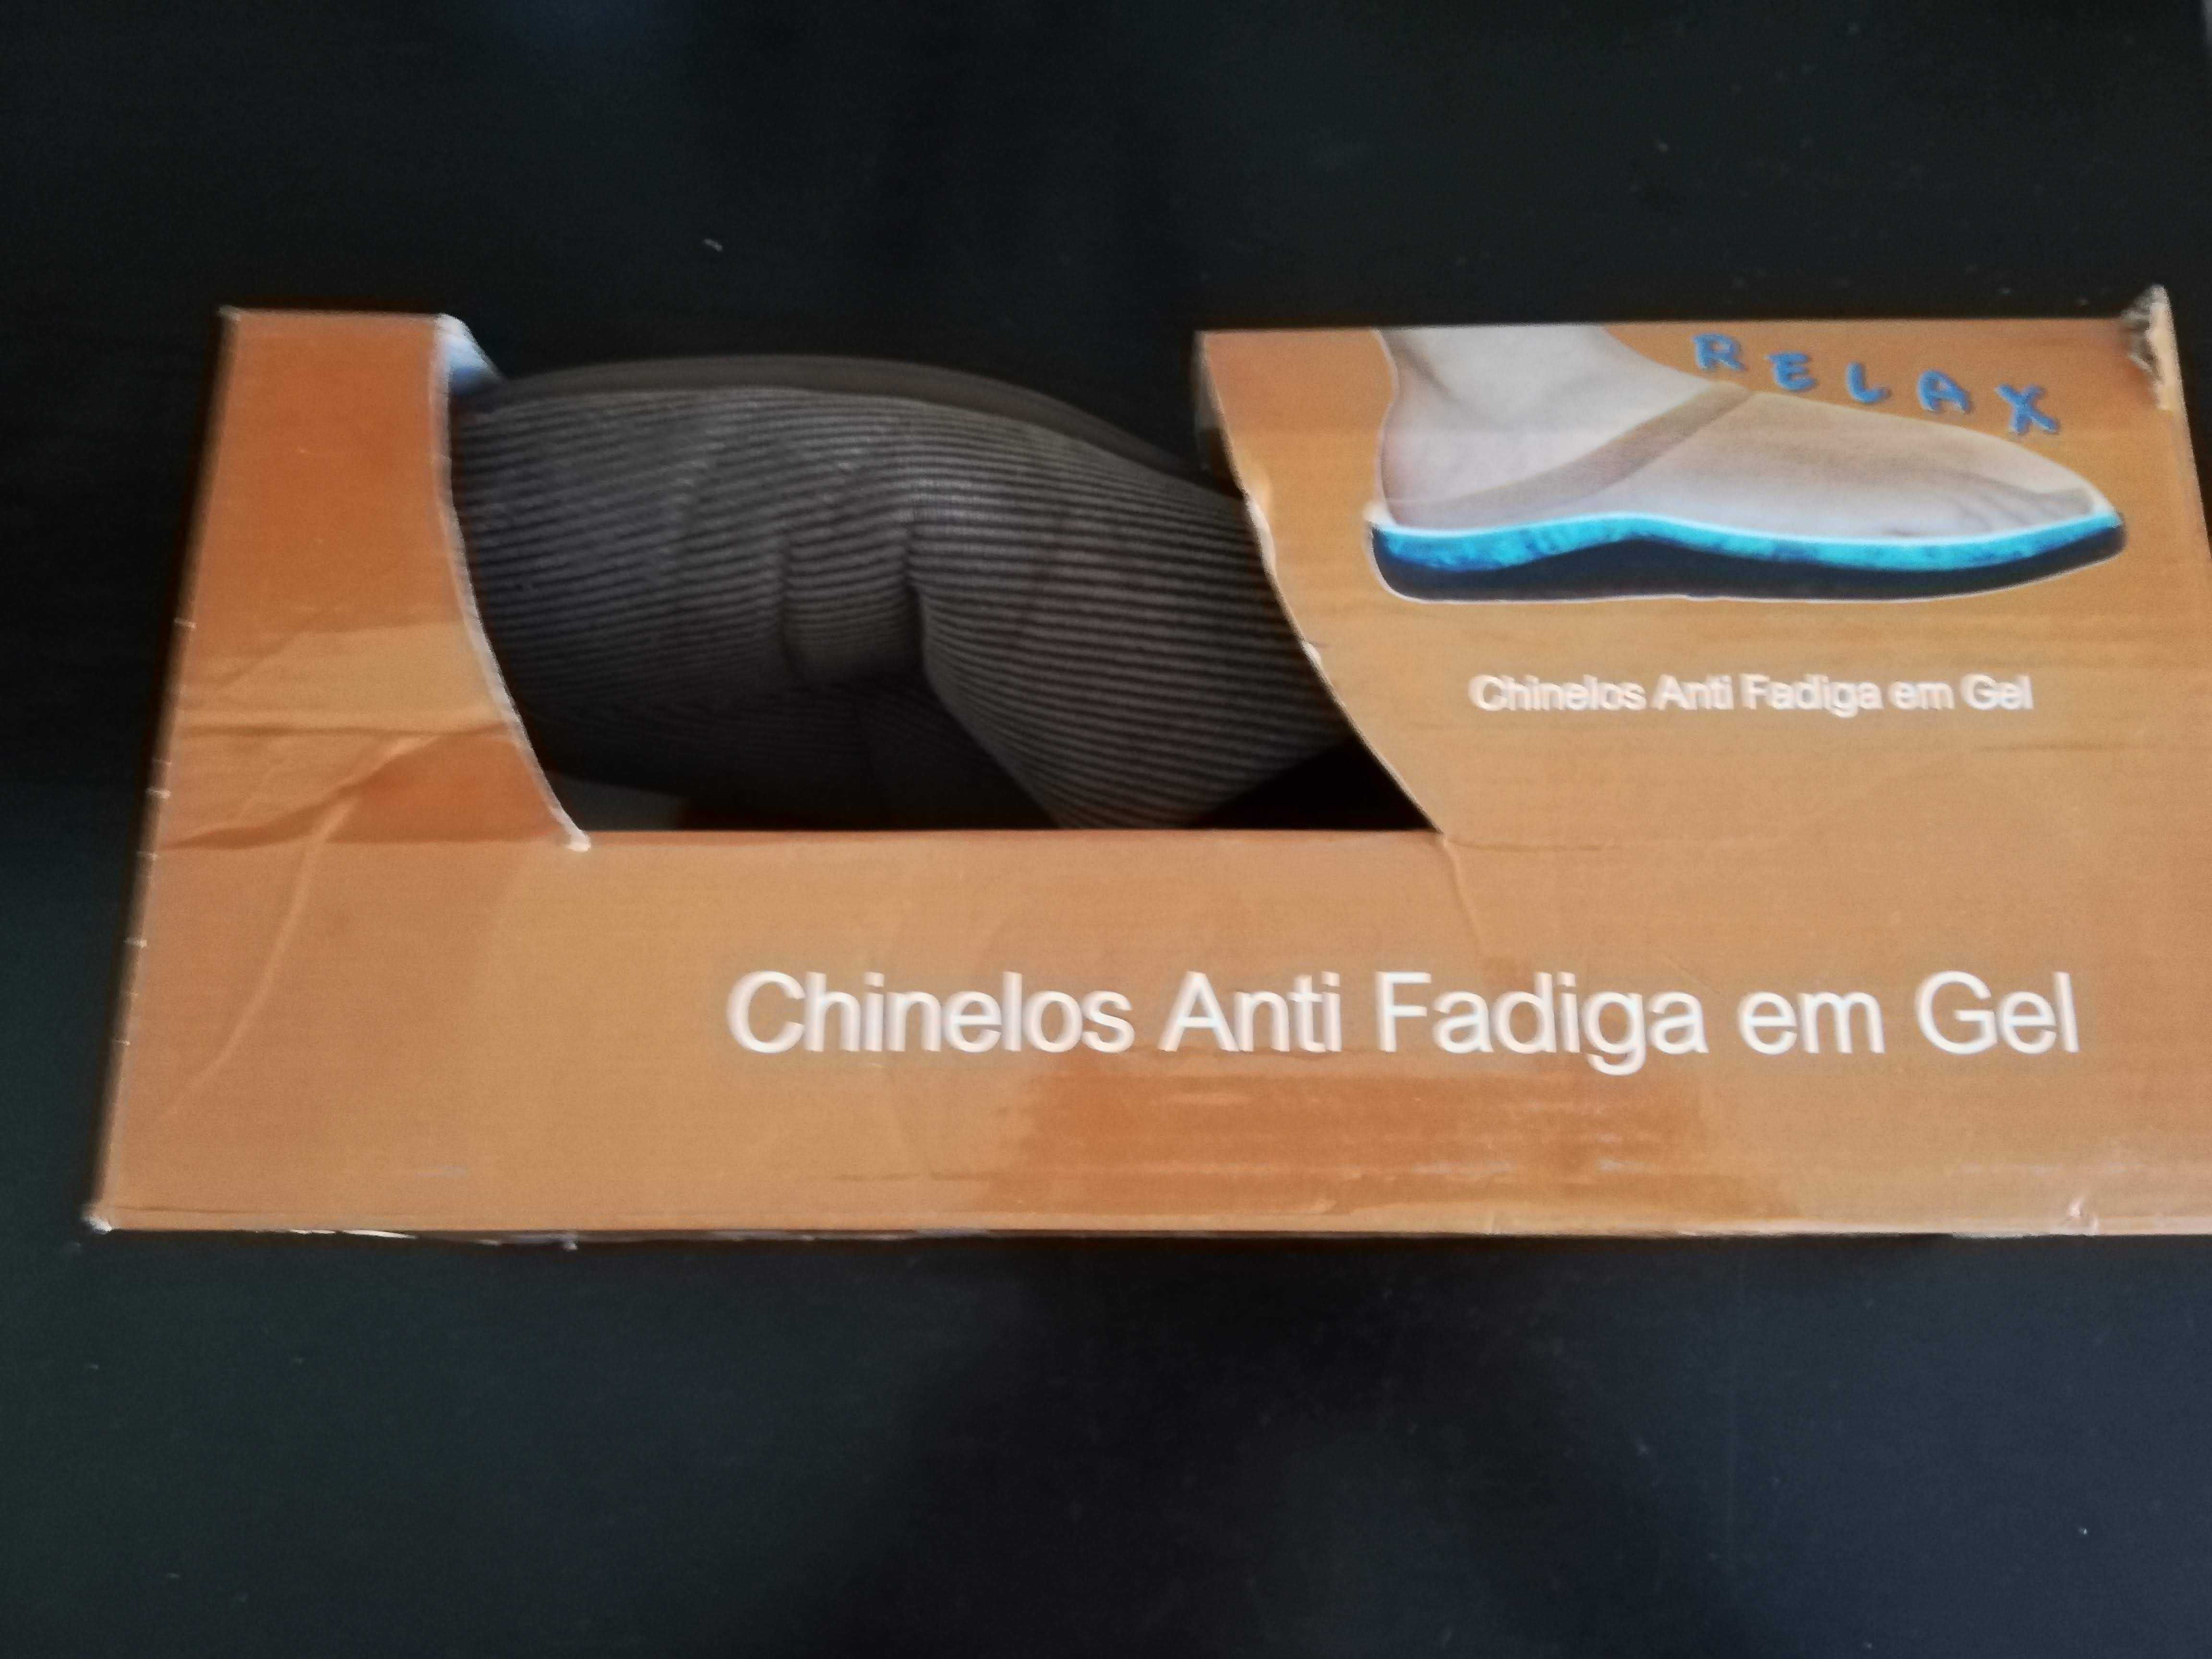 RELAX
Chinelos Anti Fadiga em Gel
Chinelos Anti Fadiga em Gel